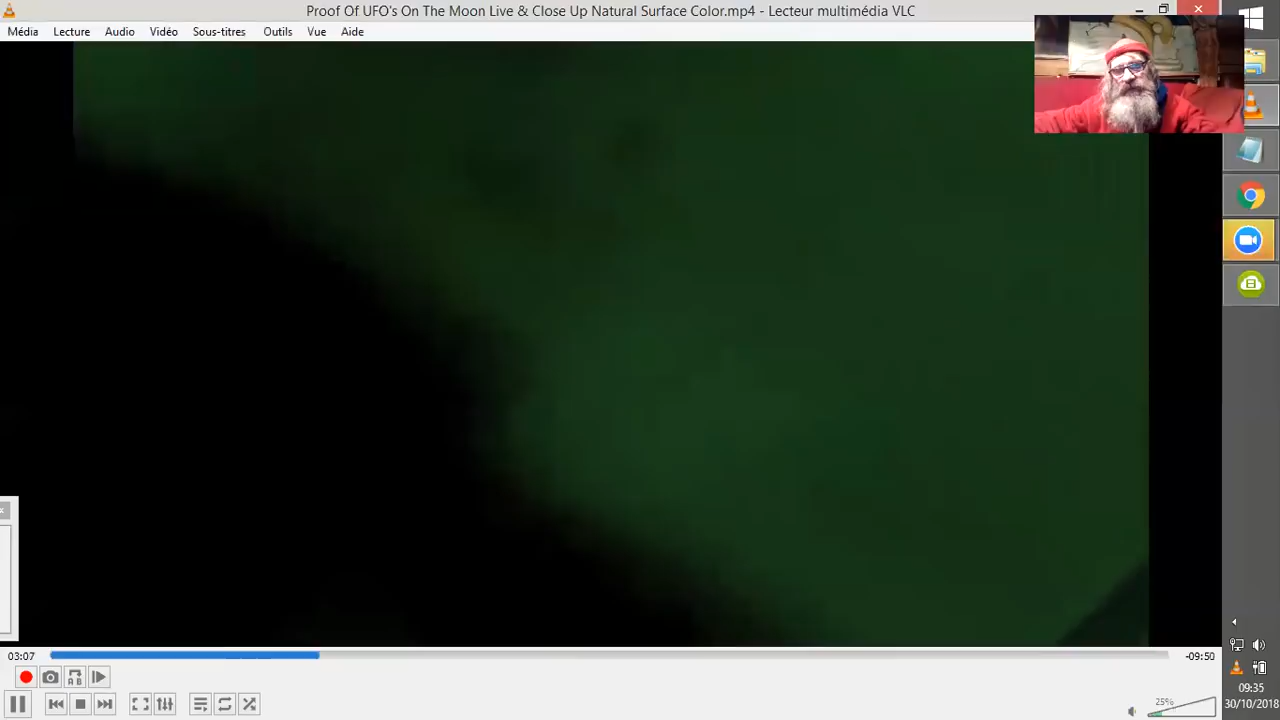 Proof Of UFO's On The Moon Live & Close Up Natural Surface Color.mp4 - Lecteur multimédia VLC
Média Lecture Audio Vidéo Sous-titres Outils Vue Aide
03:07
-09:50
25%
09:35
30/10/2018